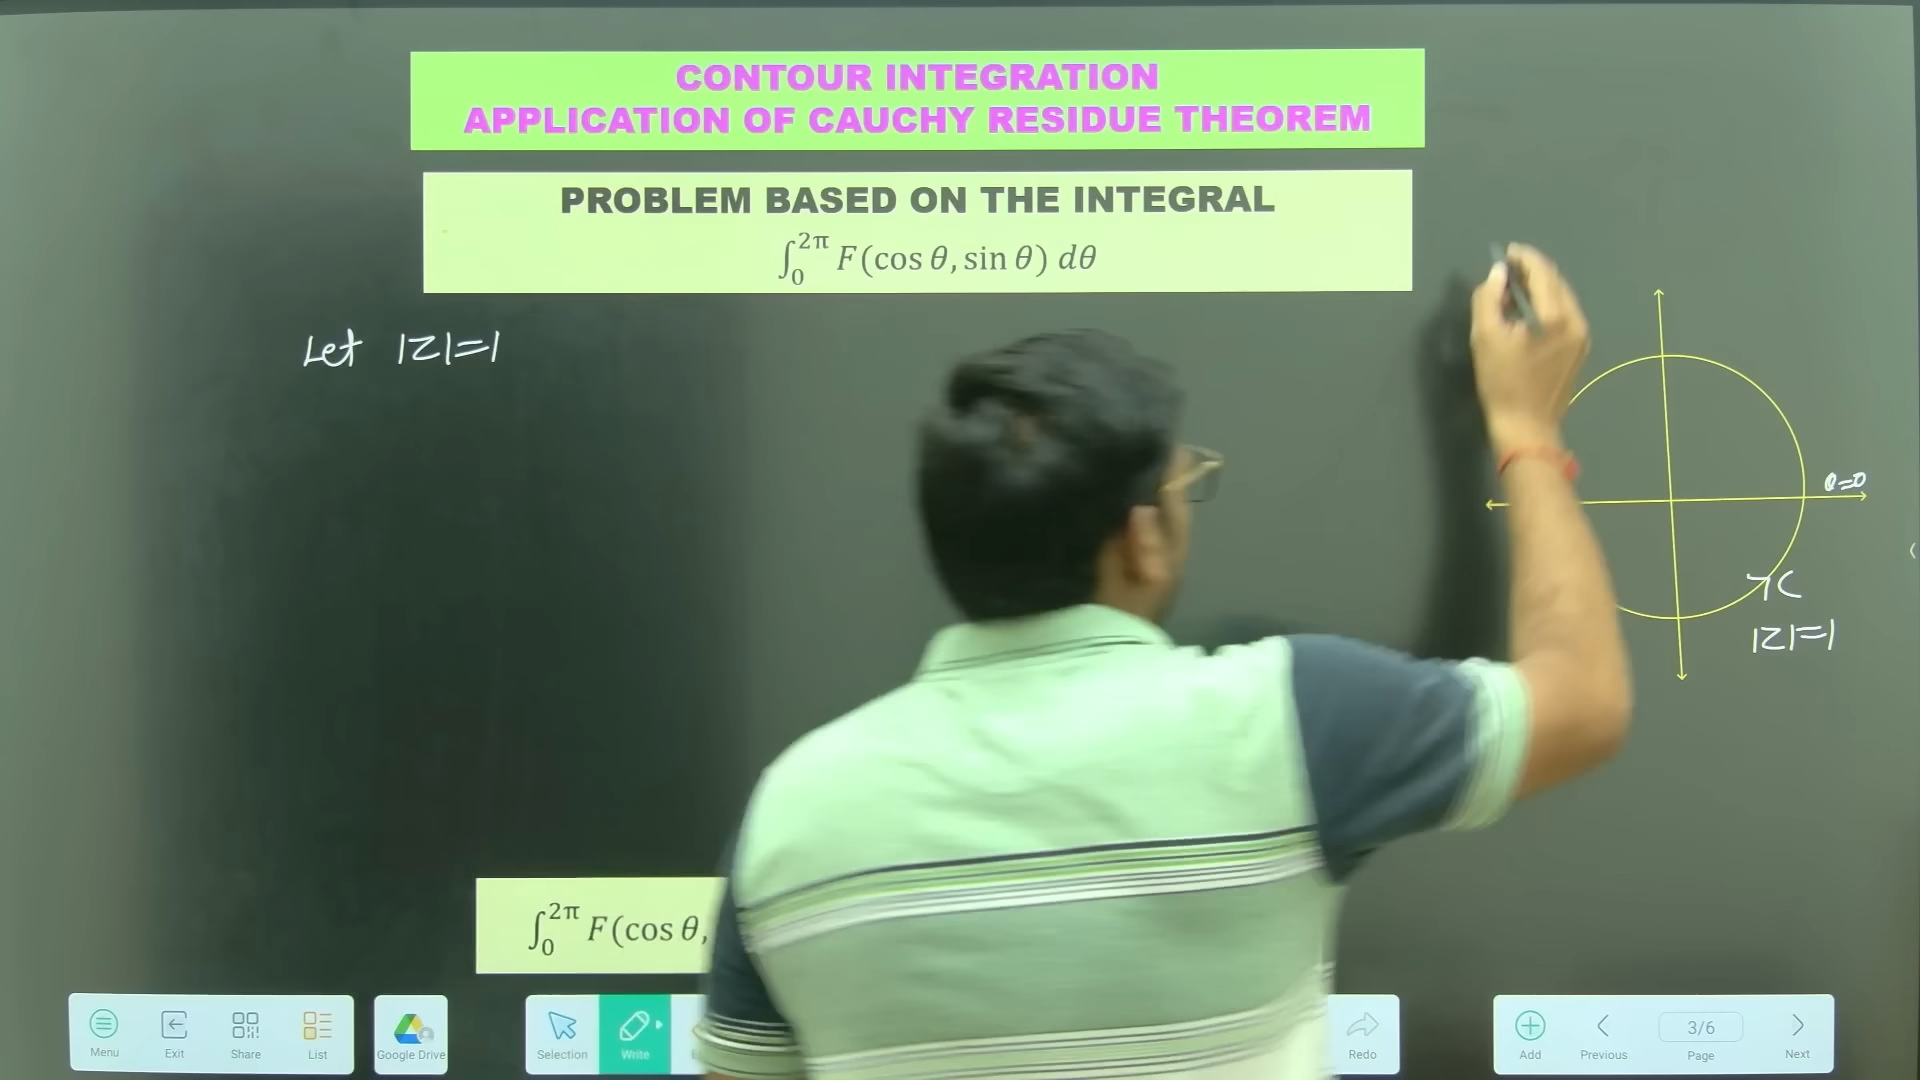 CONTOUR INTEGRATION
APPLICATION OF CAUCHY RESIDUE THEOREM
PROBLEM BASED ON THE INTEGRAL
∫₀^{2π} F(cos θ, sin θ) dθ
Let |z|=1
θ=0
C
|z|=1
∫₀^{2π} F(cos θ,
Menu
Exit
Share
List
Google Drive
Selection
Write
Redo
Add
Previous
3/6
Page
Next